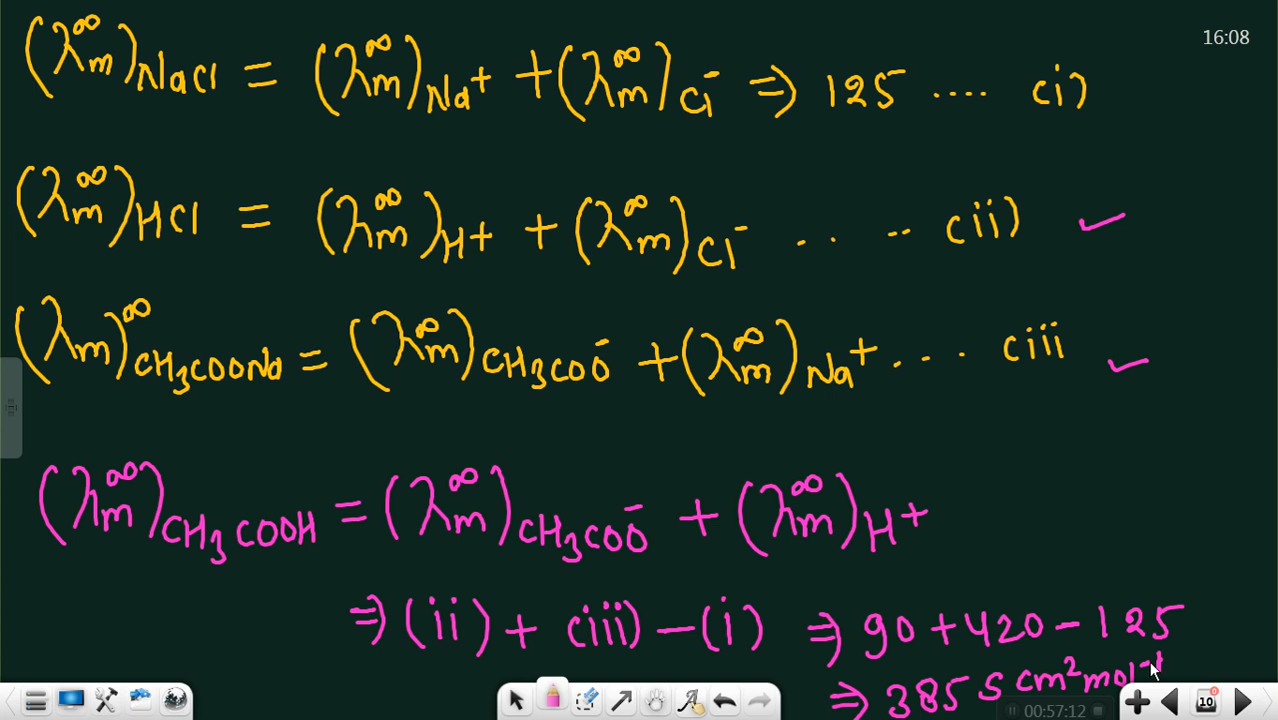 16:08
(λm∞)NaCl = (λm∞)Na+ + (λm∞)Cl- ⇒ 125 .... (i)
(λm∞)HCl = (λm∞)H+ + (λm∞)Cl- .... (ii)
(λm)∞CH3COONa = (λm∞)CH3COO- + (λm∞)Na+ ... (iii
(λm∞)CH3COOH = (λm∞)CH3COO- + (λm∞)H+
⇒ (ii) + (iii) - (i) ⇒ 90 + 420 - 125
⇒ 385 S cm2 mol-1
10
00:57:12